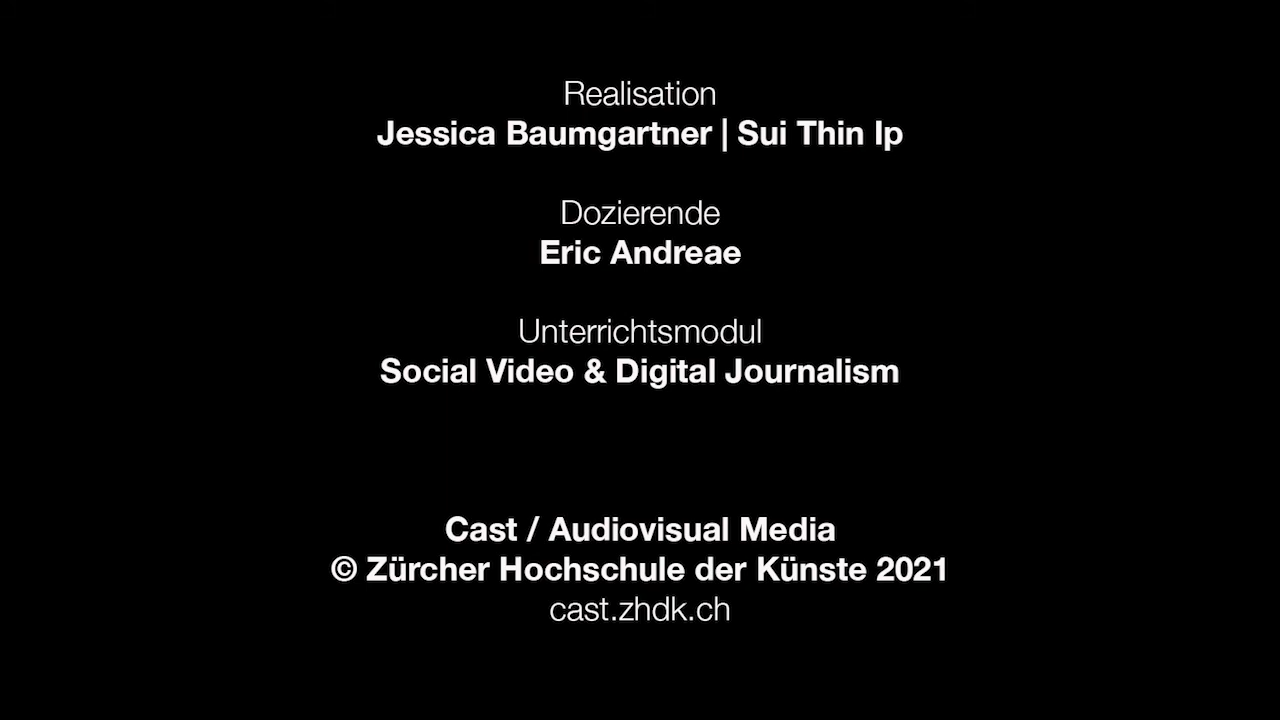 Realisation
Jessica Baumgartner | Sui Thin Ip
Dozierende
Eric Andreae
Unterrichtsmodul
Social Video & Digital Journalism
Cast / Audiovisual Media
© Zürcher Hochschule der Künste 2021
cast.zhdk.ch